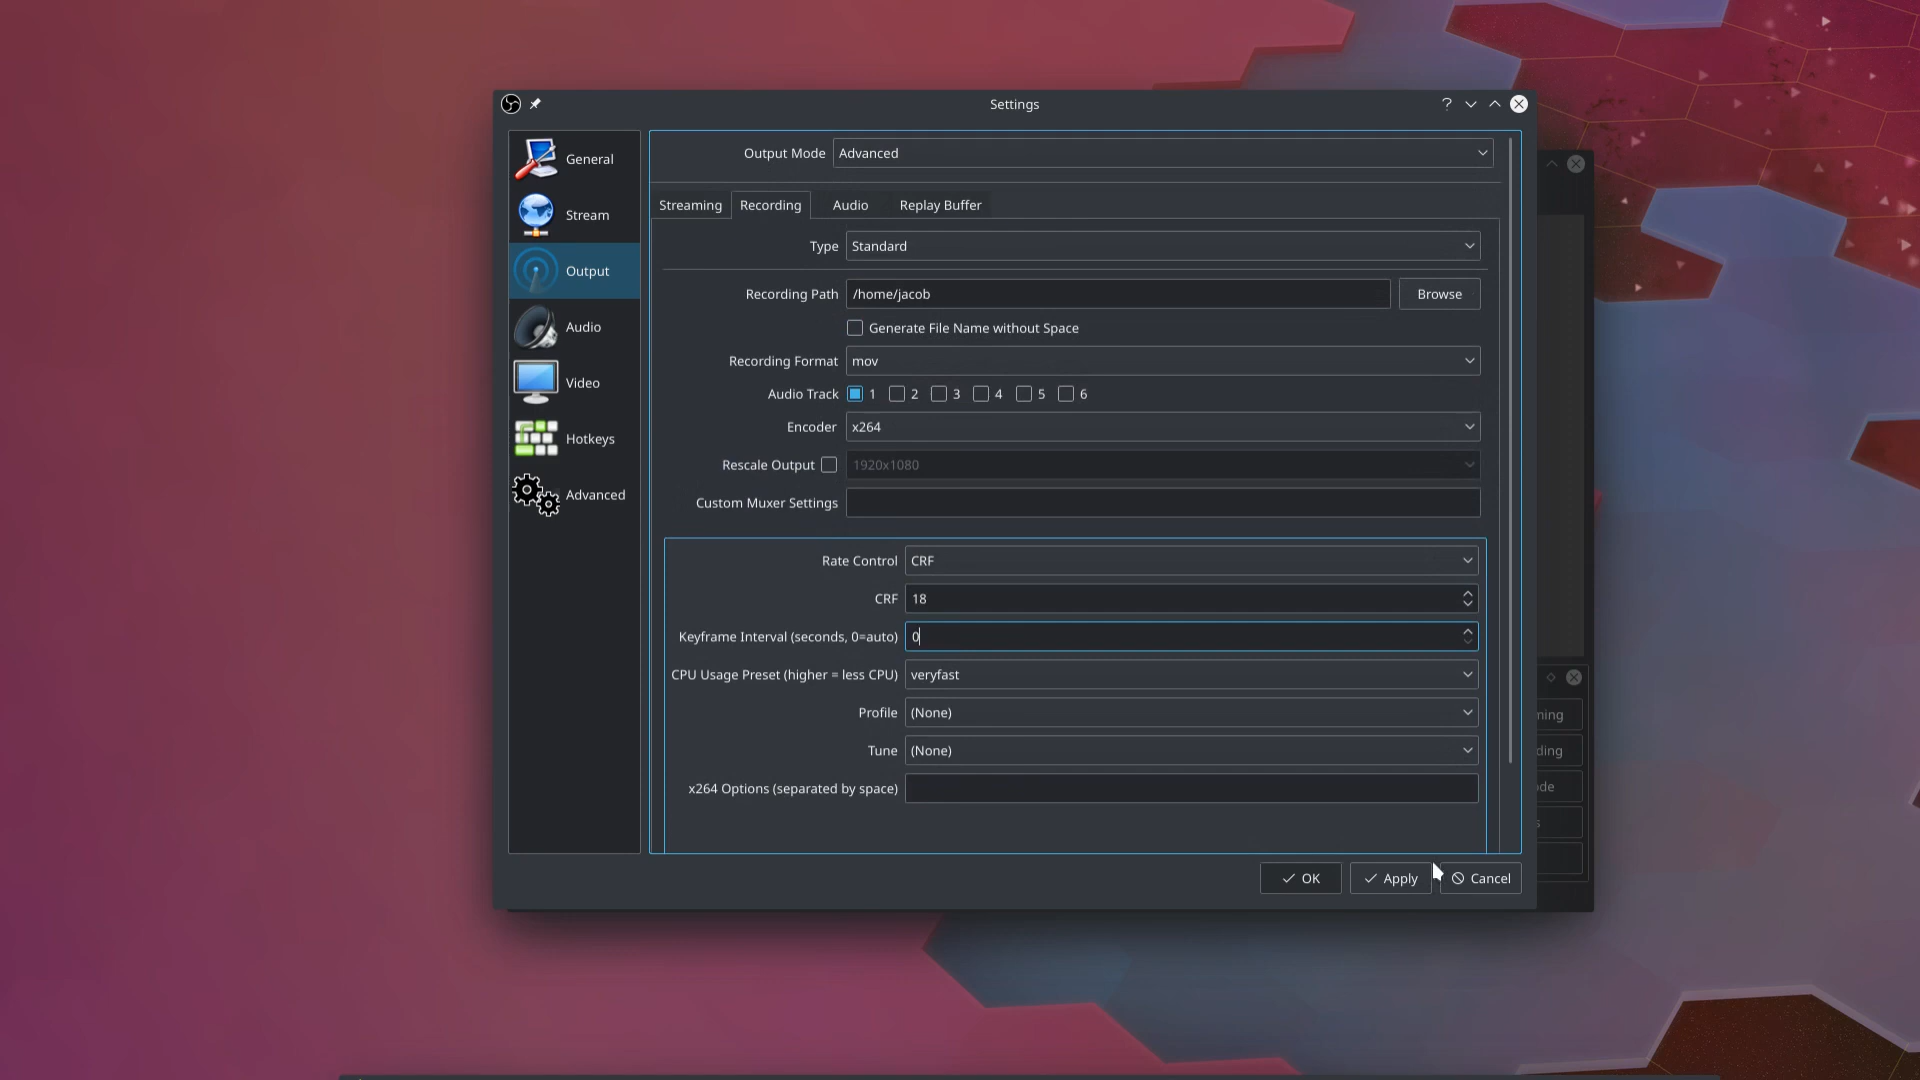 Settings
?
General
Stream
Output
Audio
Video
Hotkeys
Advanced
Output Mode Advanced
Streaming Recording Audio Replay Buffer
Type Standard
Recording Path /home/jacob Browse
Generate File Name without Space
Recording Format mov
Audio Track 1 2 3 4 5 6
Encoder x264
Rescale Output 1920x1080
Custom Muxer Settings
Rate Control CRF
CRF 18
Keyframe Interval (seconds, 0=auto) 0
CPU Usage Preset (higher = less CPU) veryfast
Profile (None)
Tune (None)
x264 Options (separated by space)
OK Apply Cancel
ming
ding
de
s